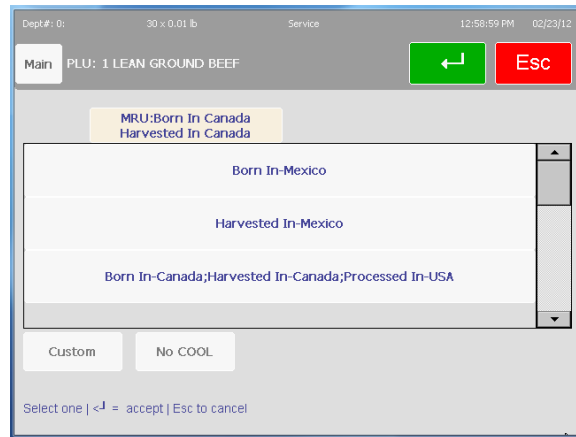 Dept#: 0: 30 x 0.01 lb Service 12:58:59 PM 02/23/12
Main PLU: 1 LEAN GROUND BEEF Esc
MRU:Born In Canada
Harvested In Canada
Born In-Mexico
Harvested In-Mexico
Born In-Canada;Harvested In-Canada;Processed In-USA
Custom No COOL
Select one | <┘ = accept | Esc to cancel